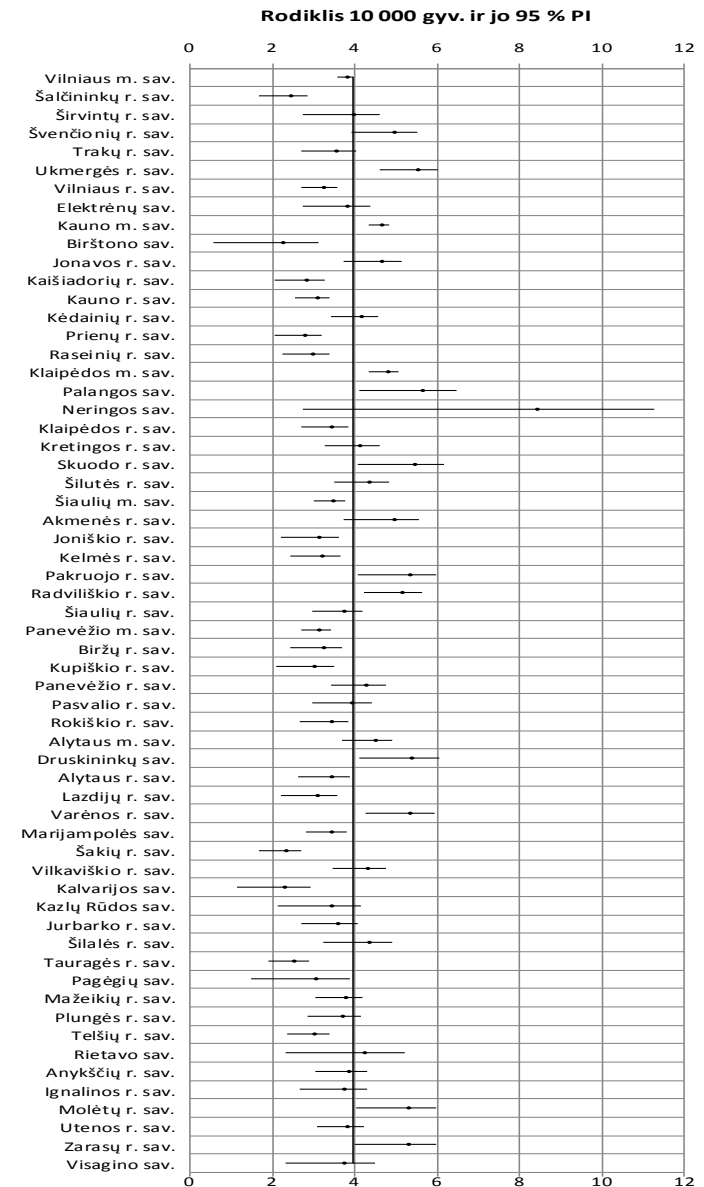 Rodiklis 10 000 gyv. ir jo 95 % PI
0 2 4 6 8 10 12
Vilniaus m. sav.
Šalčininkų r. sav.
Širvintų r. sav.
Švenčionių r. sav.
Trakų r. sav.
Ukmergės r. sav.
Vilniaus r. sav.
Elektrėnų sav.
Kauno m. sav.
Birštono sav.
Jonavos r. sav.
Kaišiadorių r. sav.
Kauno r. sav.
Kėdainių r. sav.
Prienų r. sav.
Raseinių r. sav.
Klaipėdos m. sav.
Palangos sav.
Neringos sav.
Klaipėdos r. sav.
Kretingos r. sav.
Skuodo r. sav.
Šilutės r. sav.
Šiaulių m. sav.
Akmenės r. sav.
Joniškio r. sav.
Kelmės r. sav.
Pakruojo r. sav.
Radviliškio r. sav.
Šiaulių r. sav.
Panevėžio m. sav.
Biržų r. sav.
Kupiškio r. sav.
Panevėžio r. sav.
Pasvalio r. sav.
Rokiškio r. sav.
Alytaus m. sav.
Druskininkų sav.
Alytaus r. sav.
Lazdijų r. sav.
Varėnos r. sav.
Marijampolės sav.
Šakių r. sav.
Vilkaviškio r. sav.
Kalvarijos sav.
Kazlų Rūdos sav.
Jurbarko r. sav.
Šilalės r. sav.
Tauragės r. sav.
Pagėgių sav.
Mažeikių r. sav.
Plungės r. sav.
Telšių r. sav.
Rietavo sav.
Anykščių r. sav.
Ignalinos r. sav.
Molėtų r. sav.
Utenos r. sav.
Zarasų r. sav.
Visagino sav.
0 2 4 6 8 10 12